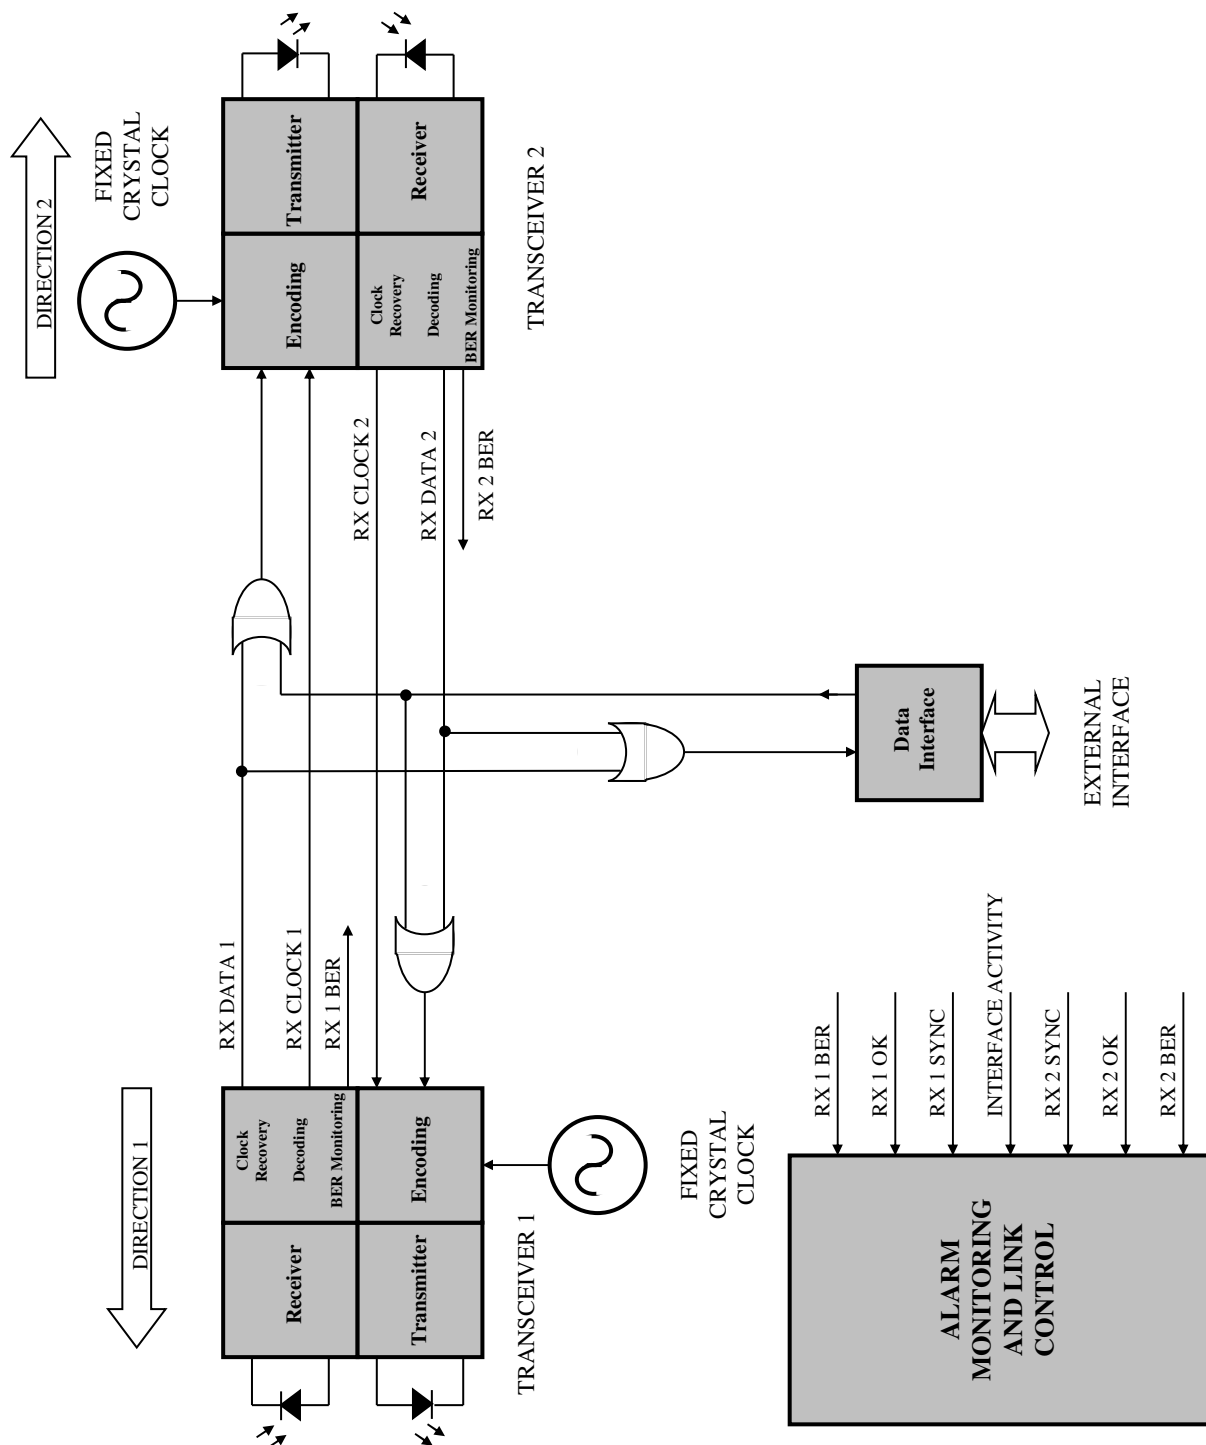 DIRECTION 1
DIRECTION 2
Receiver
Clock
Recovery
Decoding
BER Monitoring
Transmitter
Encoding
TRANSCEIVER 1
FIXED
CRYSTAL
CLOCK
RX DATA 1
RX CLOCK 1
RX 1 BER
RX CLOCK 2
RX DATA 2
RX 2 BER
FIXED
CRYSTAL
CLOCK
Encoding
Transmitter
Clock
Recovery
Decoding
BER Monitoring
Receiver
TRANSCEIVER 2
Data
Interface
EXTERNAL
INTERFACE
ALARM
MONITORING
AND LINK
CONTROL
RX 1 BER
RX 1 OK
RX 1 SYNC
INTERFACE ACTIVITY
RX 2 SYNC
RX 2 OK
RX 2 BER